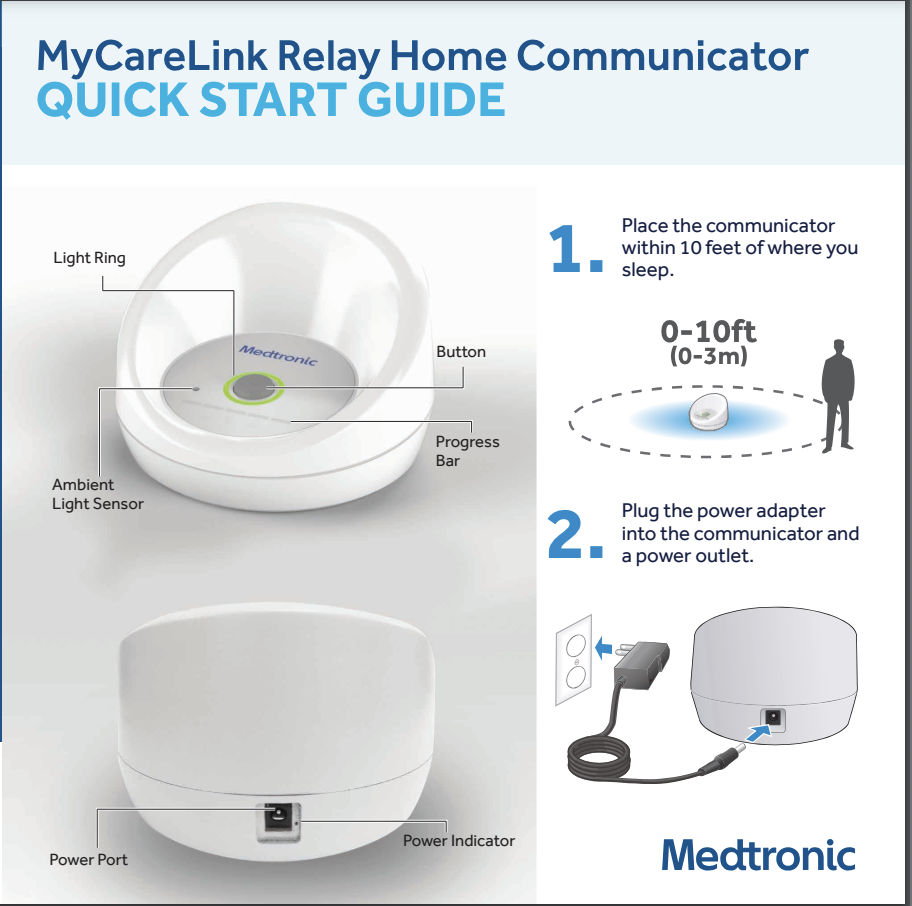 MyCareLink Relay Home Communicator
QUICK START GUIDE
Light Ring
Medtronic
Button
Progress
Bar
Ambient
Light Sensor
Power Port
Power Indicator
1.
Place the communicator
within 10 feet of where you
sleep.
0-10ft
(0-3m)
2.
Plug the power adapter
into the communicator and
a power outlet.
Medtronic